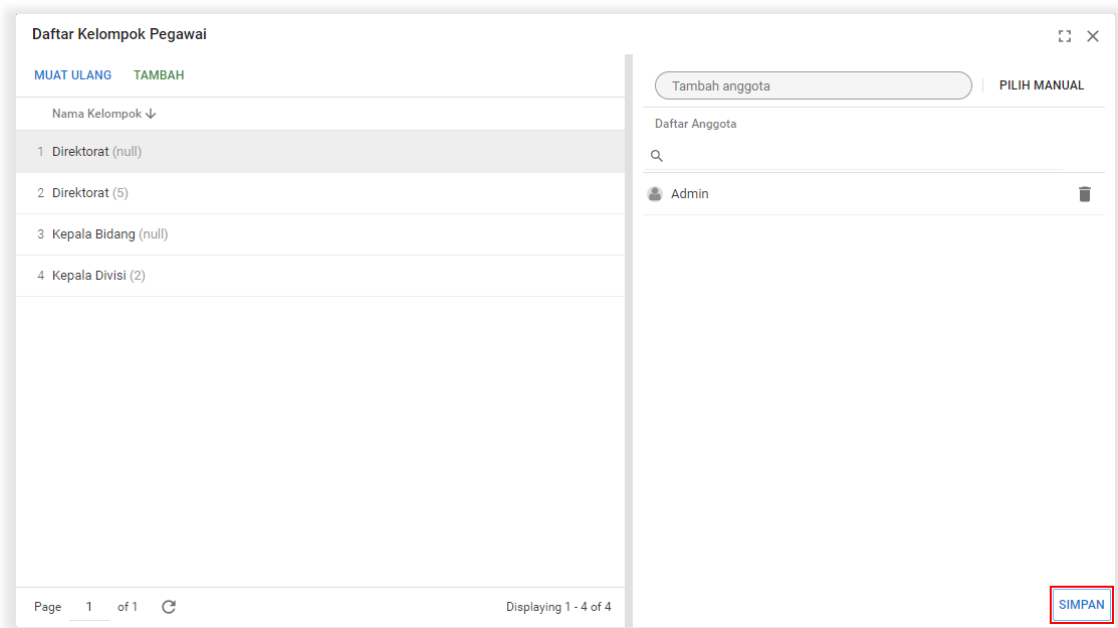 Daftar Kelompok Pegawai
MUAT ULANG TAMBAH
Nama Kelompok
1 Direktorat (null)
2 Direktorat (5)
3 Kepala Bidang (null)
4 Kepala Divisi (2)
Page 1 of 1 Displaying 1 - 4 of 4
Tambah anggota PILIH MANUAL
Daftar Anggota
Admin
SIMPAN